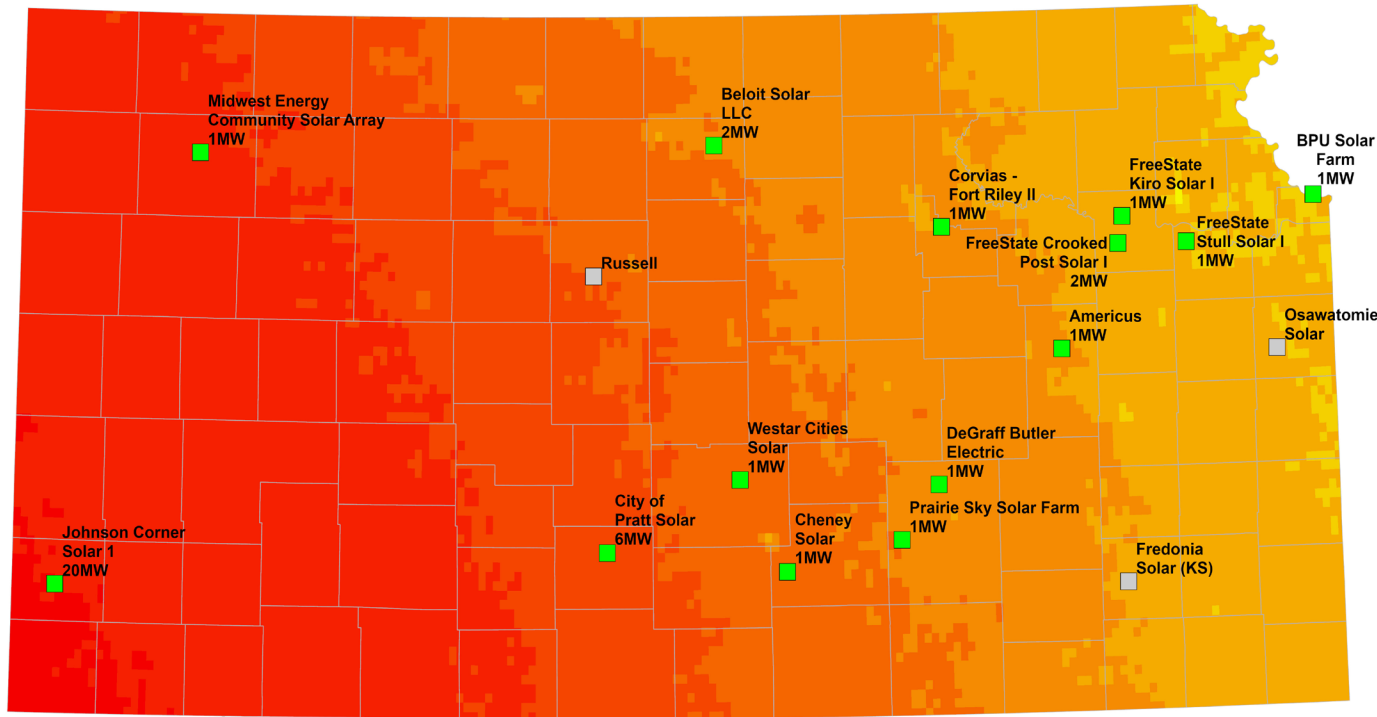 Midwest Energy
Community Solar Array
1MW
Beloit Solar
LLC
2MW
BPU Solar
Farm
1MW
FreeState
Kiro Solar I
1MW
Corvias -
Fort Riley II
1MW
FreeState
Stull Solar I
1MW
FreeState Crooked
Post Solar I
2MW
Russell
Americus
1MW
Osawatomie
Solar
Westar Cities
Solar
1MW
DeGraff Butler
Electric
1MW
City of
Pratt Solar
6MW
Prairie Sky Solar Farm
1MW
Cheney
Solar
1MW
Johnson Corner
Solar 1
20MW
Fredonia
Solar (KS)